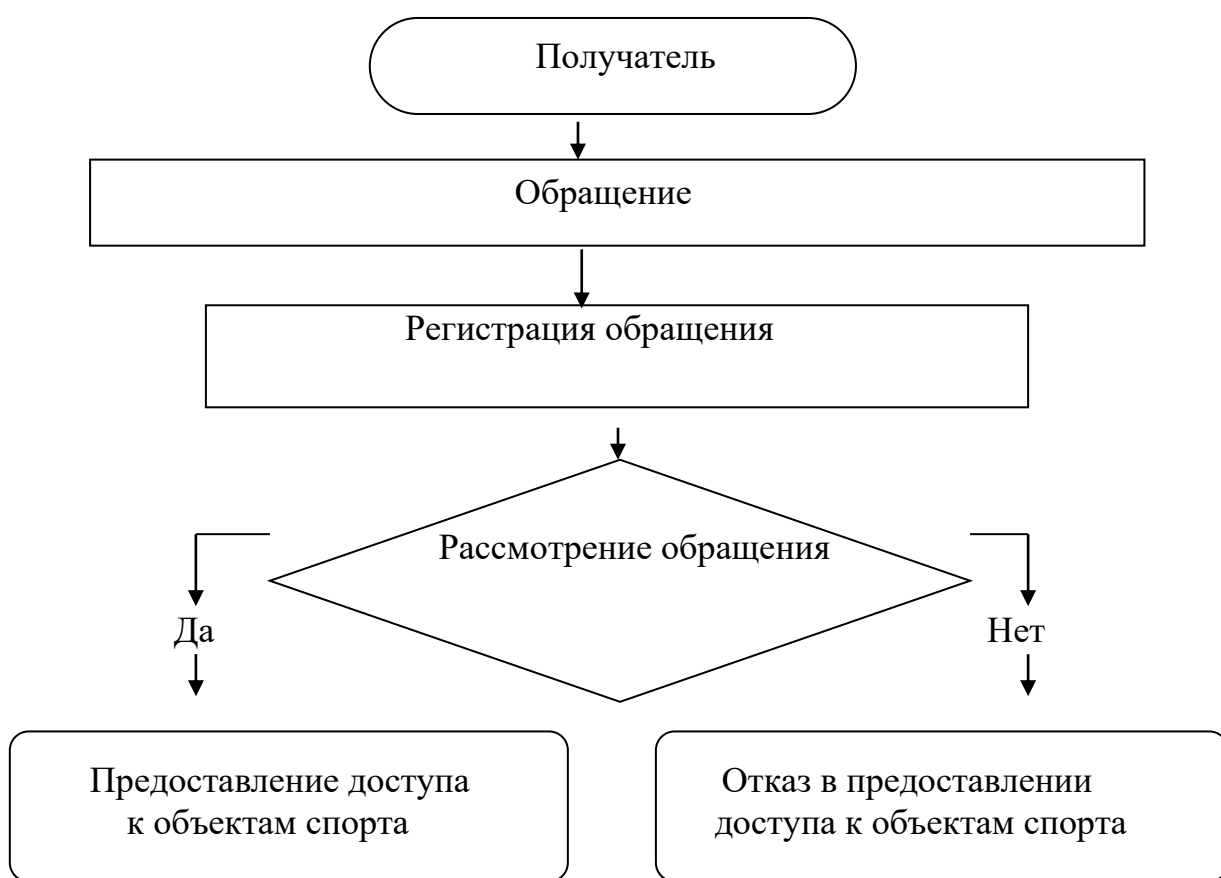 Получатель
Обращение
Регистрация обращения
Рассмотрение обращения
Да
Нет
Предоставление доступа
к объектам спорта
Отказ в предоставлении
доступа к объектам спорта